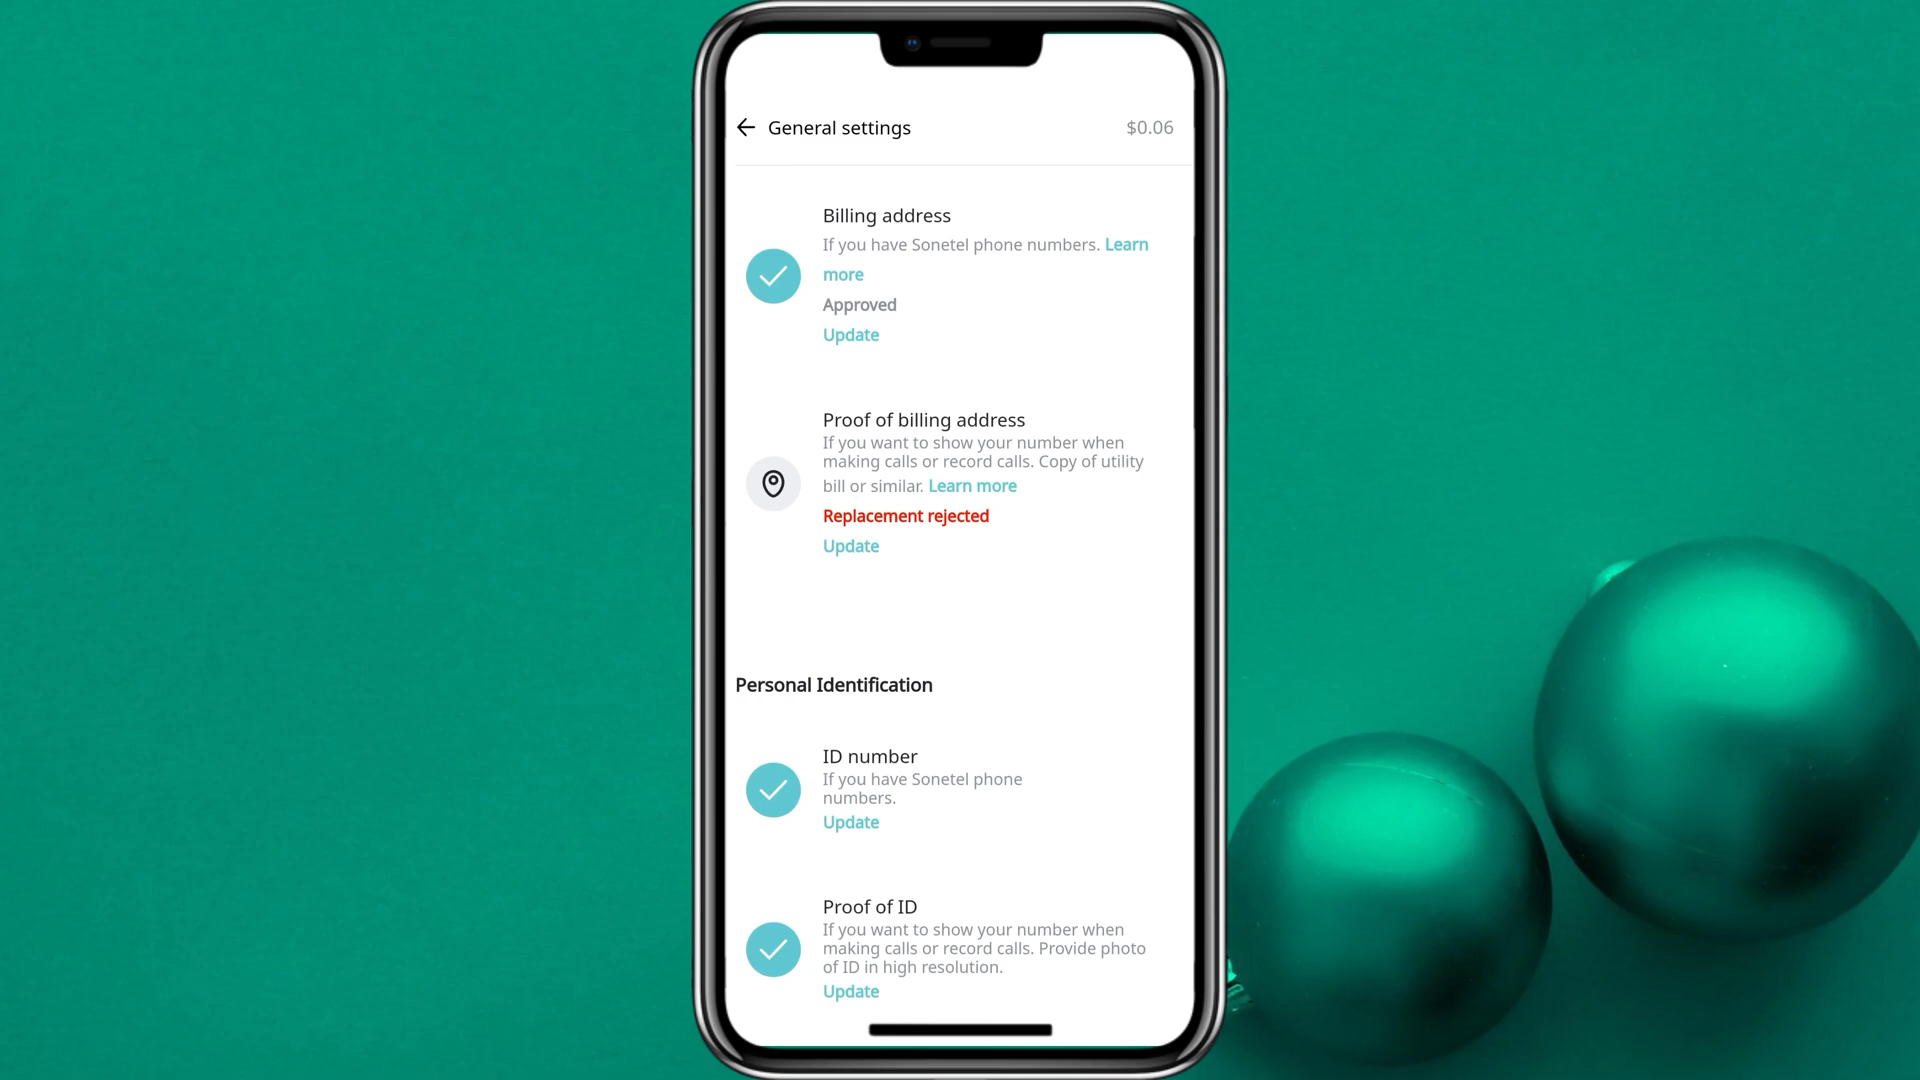 General settings
$0.06
Billing address
If you have Sonetel phone numbers. Learn
more
Approved
Update
Proof of billing address
If you want to show your number when
making calls or record calls. Copy of utility
bill or similar. Learn more
Replacement rejected
Update
Personal Identification
ID number
If you have Sonetel phone
numbers.
Update
Proof of ID
If you want to show your number when
making calls or record calls. Provide photo
of ID in high resolution.
Update